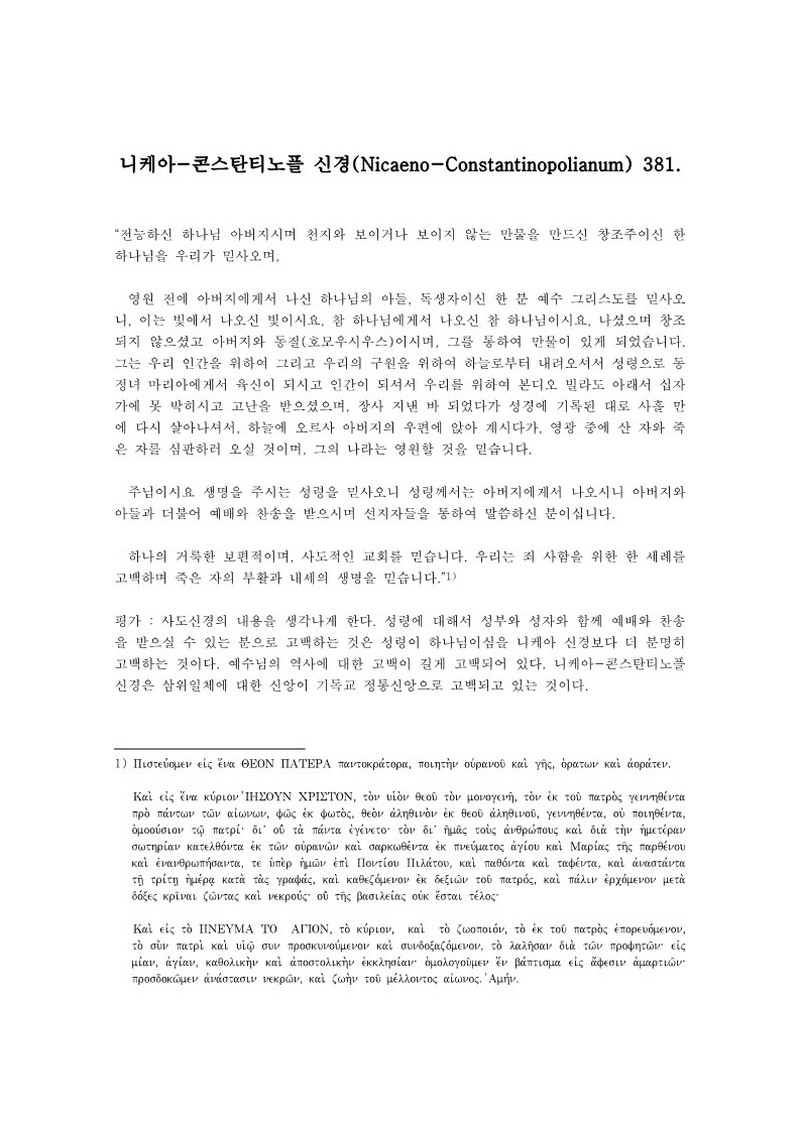 니케아-콘스탄티노플 신경(Nicaeno-Constantinopolianum) 381.
“전능하신 하나님 아버지시며 천지와 보이거나 보이지 않는 만물을 만드신 창조주이신 한
하나님을 우리가 믿사오며,
영원 전에 아버지에게서 나신 하나님의 아들, 독생자이신 한 분 예수 그리스도를 믿사오
니, 이는 빛에서 나오신 빛이시요, 참 하나님에게서 나오신 참 하나님이시요, 나셨으며 창조
되지 않으셨고 아버지와 동질(호모우시우스)이시며, 그를 통하여 만물이 있게 되었습니다.
그는 우리 인간을 위하여 그리고 우리의 구원을 위하여 하늘로부터 내려오셔서 성령으로 동
정녀 마리아에게서 육신이 되시고 인간이 되셔서 우리를 위하여 본디오 빌라도 아래서 십자
가에 못 박히시고 고난을 받으셨으며, 장사 지낸 바 되었다가 성경에 기록된 대로 사흘 만
에 다시 살아나셔서, 하늘에 오르사 아버지의 우편에 앉아 계시다가, 영광 중에 산 자와 죽
은 자를 심판하러 오실 것이며, 그의 나라는 영원할 것을 믿습니다.
주님이시요 생명을 주시는 성령을 믿사오니 성령께서는 아버지에게서 나오시니 아버지와
아들과 더불어 예배와 찬송을 받으시며 선지자들을 통하여 말씀하신 분이십니다.
하나의 거룩한 보편적이며, 사도적인 교회를 믿습니다. 우리는 죄 사함을 위한 한 세례를
고백하며 죽은 자의 부활과 내세의 생명을 믿습니다.”1)
평가 : 사도신경의 내용을 생각나게 한다. 성령에 대해서 성부와 성자와 함께 예배와 찬송
을 받으실 수 있는 분으로 고백하는 것은 성령이 하나님이심을 니케아 신경보다 더 분명히
고백하는 것이다. 예수님의 역사에 대한 고백이 길게 고백되어 있다. 니케아-콘스탄티노플
신경은 삼위일체에 대한 신앙이 기독교 정통신앙으로 고백되고 있는 것이다.
1) Πιστεύομεν εἰς ἕνα ΘΕΟΝ ΠΑΤΕΡΑ παντοκράτορα, ποιητὴν οὐρανοῦ καὶ γῆς, ὁρατων καὶ ἀοράτεν.
Καὶ εἰς ἕνα κύριον ᾿ΙΗΣΟΥΝ ΧΡΙΣΤΟΝ, τὸν υἱὸν θεοῦ τὸν μονογενῆ, τὸν ἐκ τοῦ πατρὸς γεννηθέντα
πρὸ πάντων τῶν αἰωνων, φῶς ἐκ φωτὸς, θεὸν ἀληθινὸν ἐκ θεοῦ ἀληθινοῦ, γεννηθέντα, οὐ ποιηθέντα,
ὁμοούσιον τῷ πατρί· δι᾽ οὗ τὰ πάντα ἐγένετο· τὸν δι᾽ ἡμᾶς τοὺς ἀνθρώπους καὶ διὰ τὴν ἡμετέραν
σωτηρίαν κατελθόντα ἐκ τῶν οὐρανῶν καὶ σαρκωθέντα ἐκ πνεύματος ἁγίου καὶ Μαρίας τῆς παρθένου
καὶ ἐνανθρωπήσαντα, τε ὑπὲρ ἡμῶν ἐπὶ Ποντίου Πιλάτου, καὶ παθόντα καὶ ταφέντα, καὶ ἀναστάντα
τῇ τρίτῃ ἡμέρᾳ κατὰ τὰς γραφάς, καὶ καθεζόμενον ἐκ δεξιῶν τοῦ πατρός, καὶ πάλιν ἐρχόμενον μετὰ
δόξες κρῖναι ζῶντας καὶ νεκρούς· οὗ τῆς βασιλείας οὐκ ἔσται τέλος·
Καὶ εἰς τὸ ΠΝΕΥΜΑ ΤΟ ΑΓΙΟΝ, τὸ κύριον, καὶ τὸ ζωοποιόν, τὸ ἐκ τοῦ πατρὸς ἐπορευόμενον,
τὸ σὺν πατρὶ καὶ υἱῷ συν προσκυνούμενον καὶ συνδοξαζόμενον, τὸ λαλῆσαν διὰ τῶν προφητῶν· εἰς
μίαν, ἁγίαν, καθολικὴν καὶ ἀποστολικὴν ἐκκλησίαν· ὁμολογοῦμεν ἓν βάπτισμα εἰς ἄφεσιν ἁμαρτιῶν·
προσδοκῶμεν ἀνάστασιν νεκρῶν, καὶ ζωὴν τοῦ μέλλοντος αἰωνος. ᾿Αμήν.